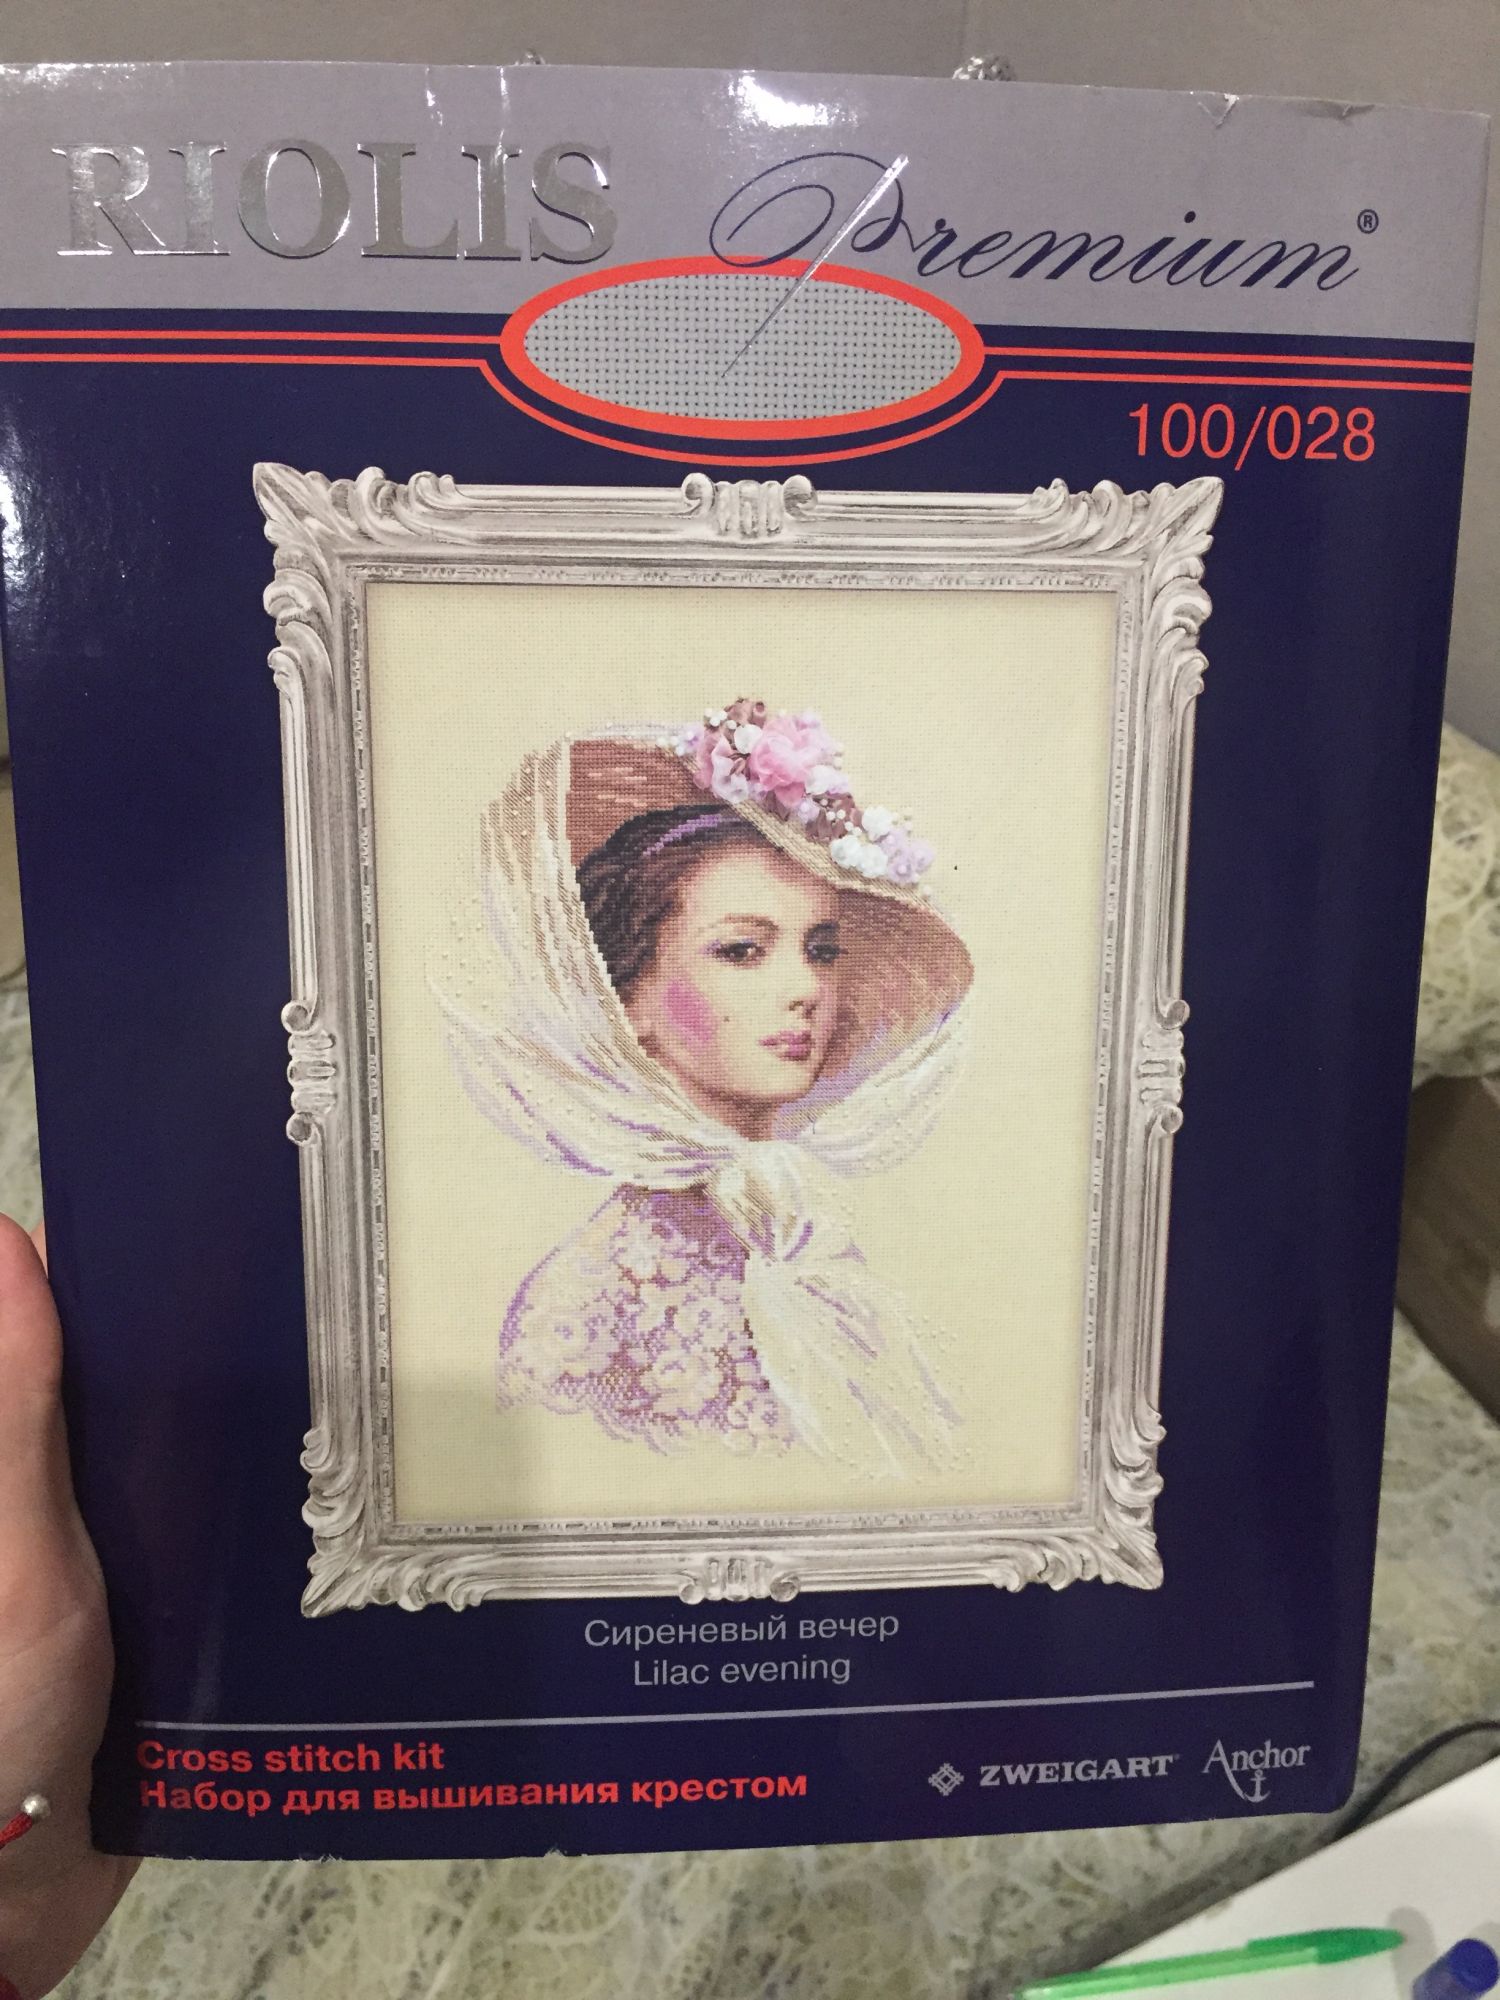 RIOLIS Premium®
100/028
Сиреневый вечер
Lilac evening
Cross stitch kit
Набор для вышивания крестом
ZWEIGART® Anchor